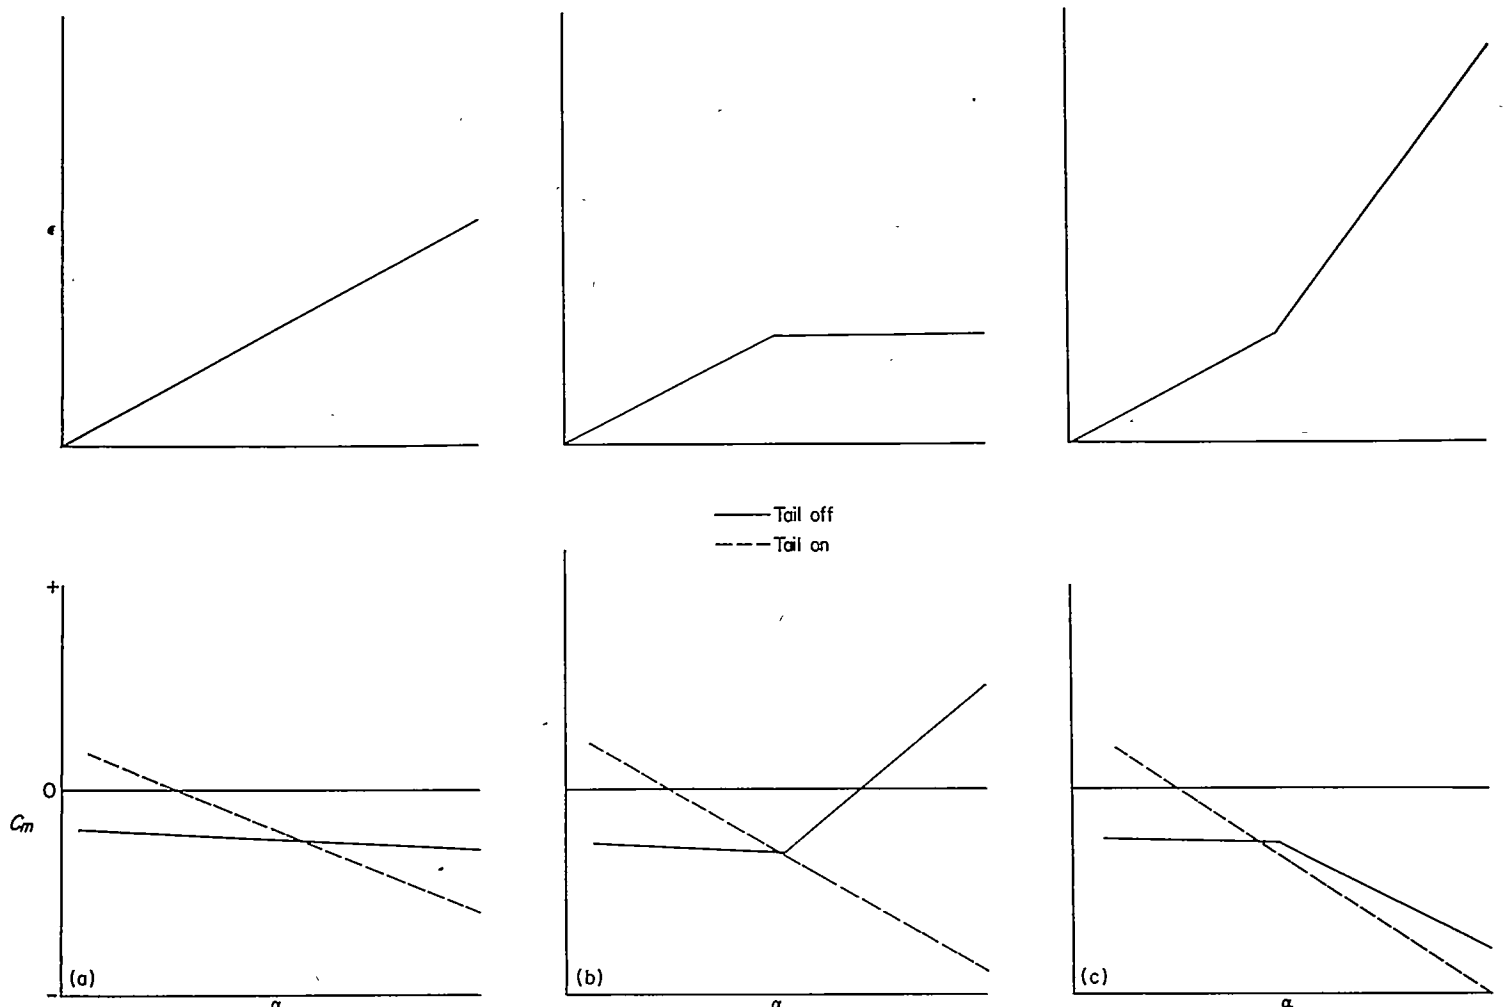 ϵ
Tail off
Tail on
+
0
Cm
(a)
(b)
(c)
-
α
α
α